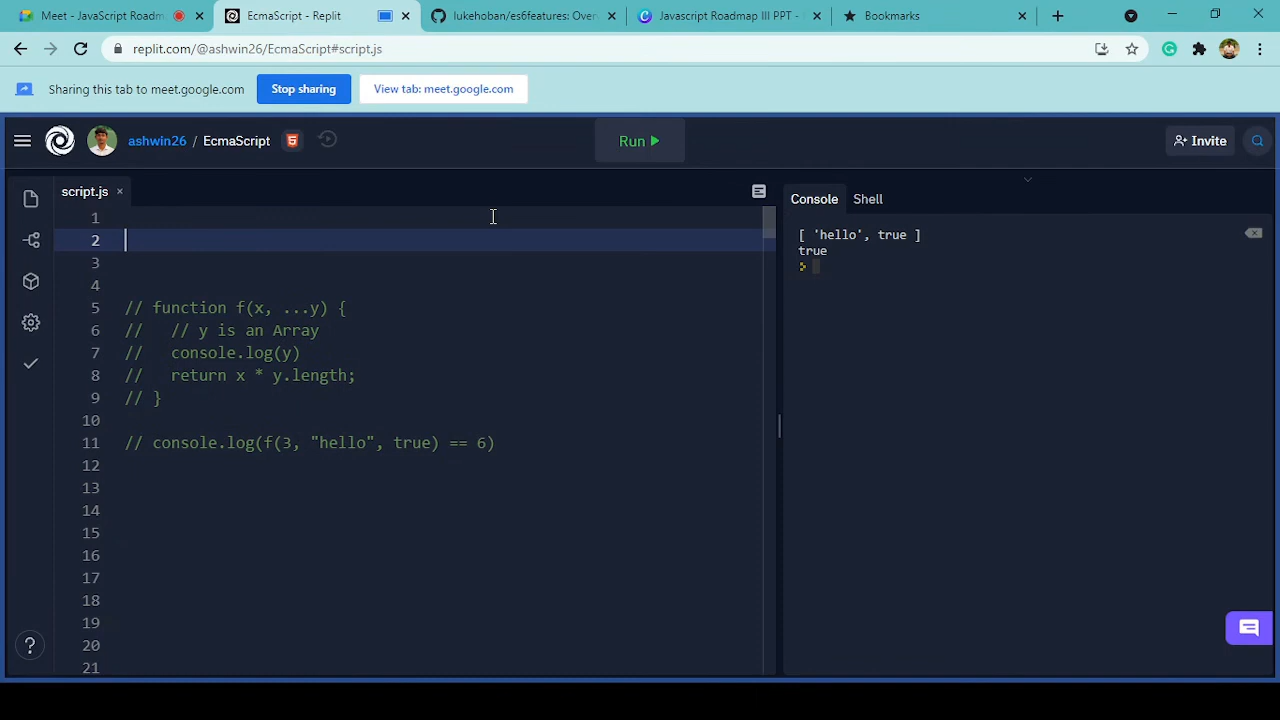 Meet - JavaScript Roadm
EcmaScript - Replit
lukehoban/es6features: Over
Javascript Roadmap III PPT -
Bookmarks
replit.com/@ashwin26/EcmaScript#script.js
Sharing this tab to meet.google.com
Stop sharing
View tab: meet.google.com
ashwin26 / EcmaScript
Run
Invite
script.js
Console
Shell
1
2
3
4
5 // function f(x, ...y) {
6 //   // y is an Array
7 //   console.log(y)
8 //   return x * y.length;
9 // }
10
11 // console.log(f(3, "hello", true) == 6)
12
13
14
15
16
17
18
19
20
21
[ 'hello', true ]
true
?